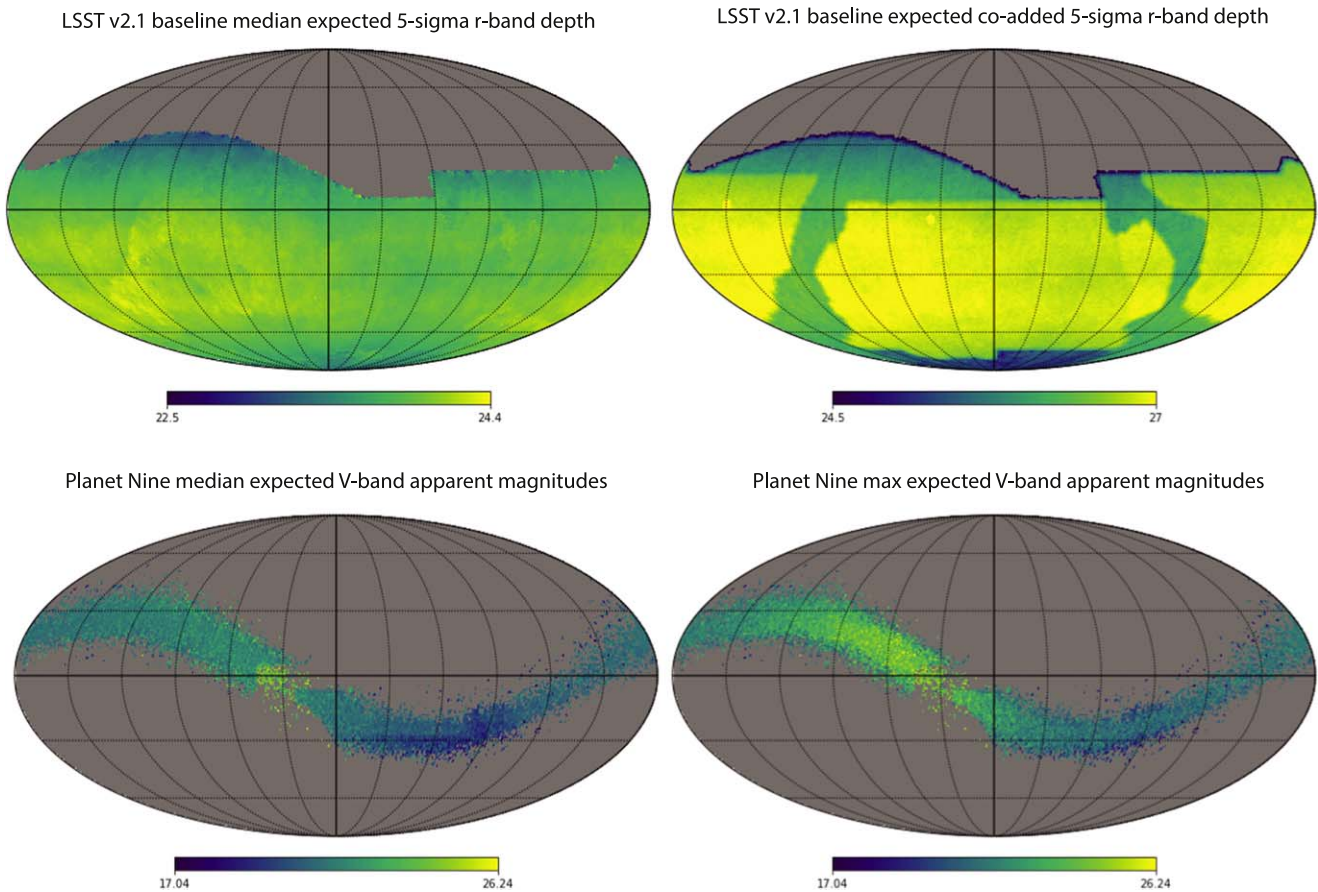 LSST v2.1 baseline median expected 5-sigma r-band depth
LSST v2.1 baseline expected co-added 5-sigma r-band depth
22.5 24.4
24.5 27
Planet Nine median expected V-band apparent magnitudes
Planet Nine max expected V-band apparent magnitudes
17.04 26.24
17.04 26.24